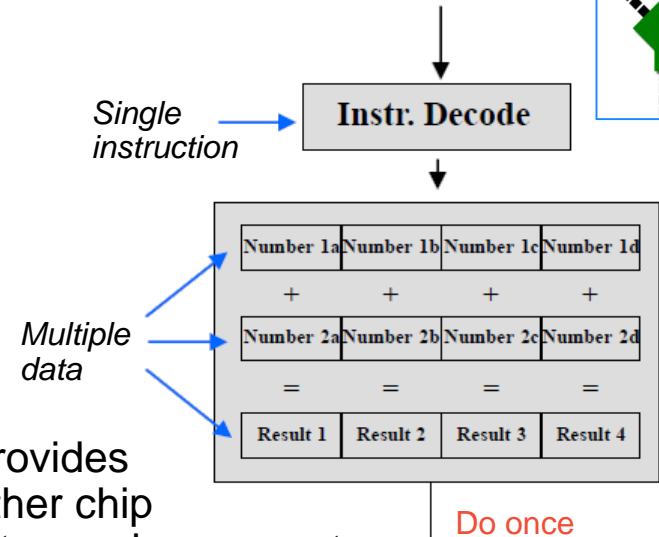 Single
instruction
Instr. Decode
Number 1a Number 1b Number 1c Number 1d
+ + + +
Multiple
data
Number 2a Number 2b Number 2c Number 2d
= = = =
Result 1 Result 2 Result 3 Result 4
rovides
ther chip
Do once